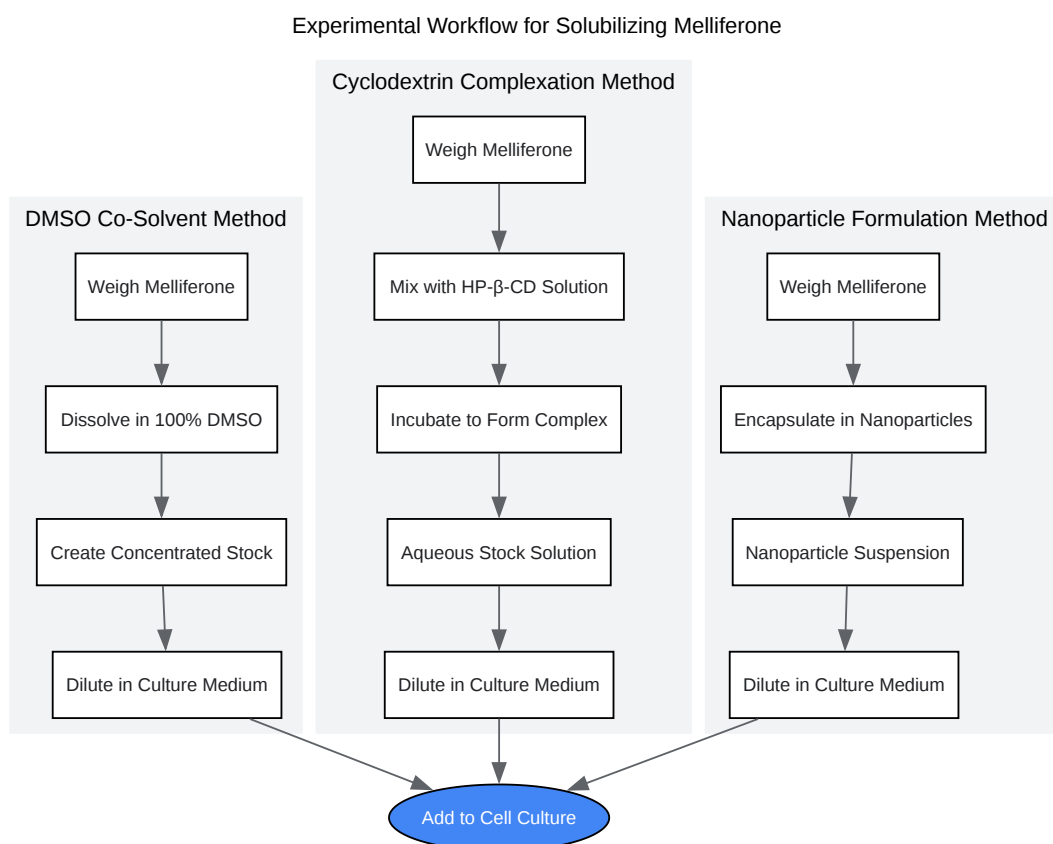 Experimental Workflow for Solubilizing Melliferone
Cyclodextrin Complexation Method
Weigh Melliferone
Mix with HP-β-CD Solution
Incubate to Form Complex
Aqueous Stock Solution
Dilute in Culture Medium
DMSO Co-Solvent Method
Weigh Melliferone
Dissolve in 100% DMSO
Create Concentrated Stock
Dilute in Culture Medium
Nanoparticle Formulation Method
Weigh Melliferone
Encapsulate in Nanoparticles
Nanoparticle Suspension
Dilute in Culture Medium
Add to Cell Culture